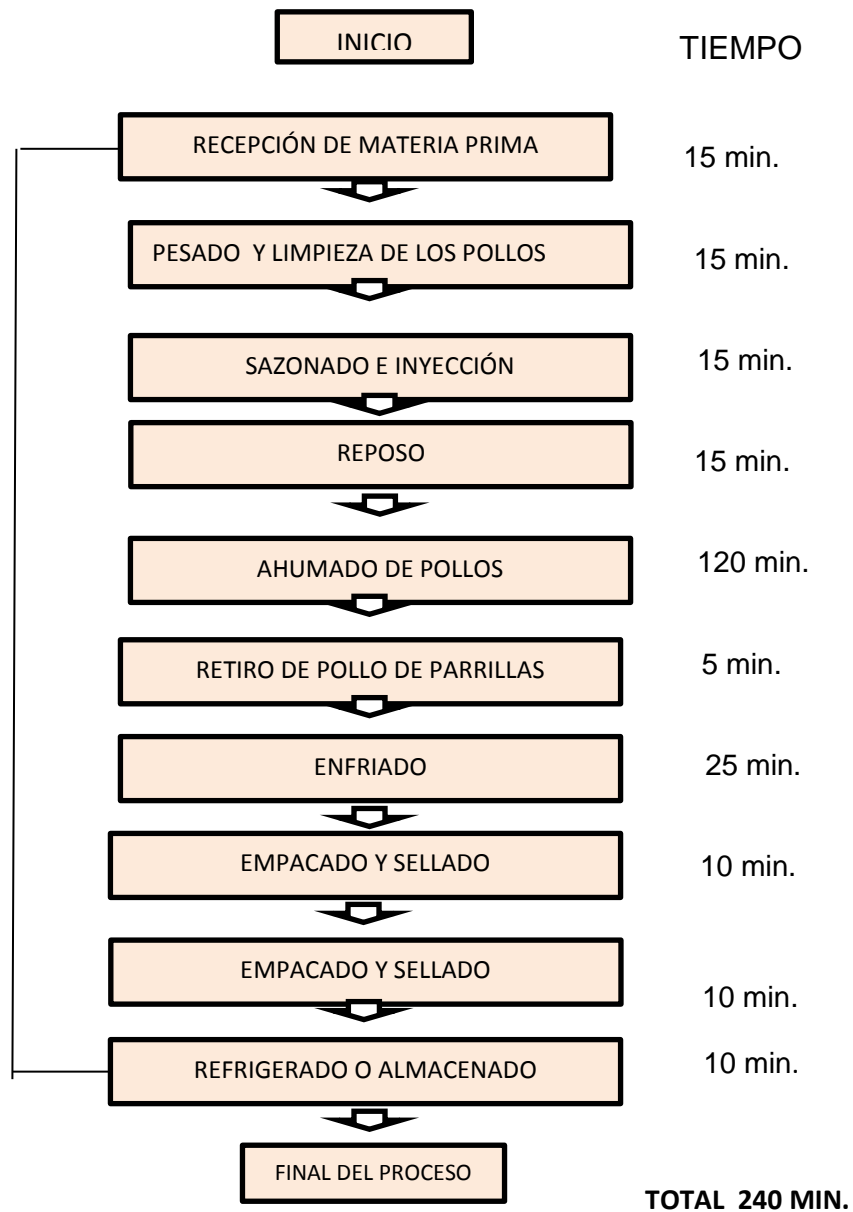 INICIO
TIEMPO
RECEPCIÓN DE MATERIA PRIMA
15 min.
PESADO Y LIMPIEZA DE LOS POLLOS
15 min.
SAZONADO E INYECCIÓN
15 min.
REPOSO
15 min.
AHUMADO DE POLLOS
120 min.
RETIRO DE POLLO DE PARRILLAS
5 min.
ENFRIADO
25 min.
EMPACADO Y SELLADO
10 min.
EMPACADO Y SELLADO
10 min.
REFRIGERADO O ALMACENADO
10 min.
FINAL DEL PROCESO
TOTAL 240 MIN.